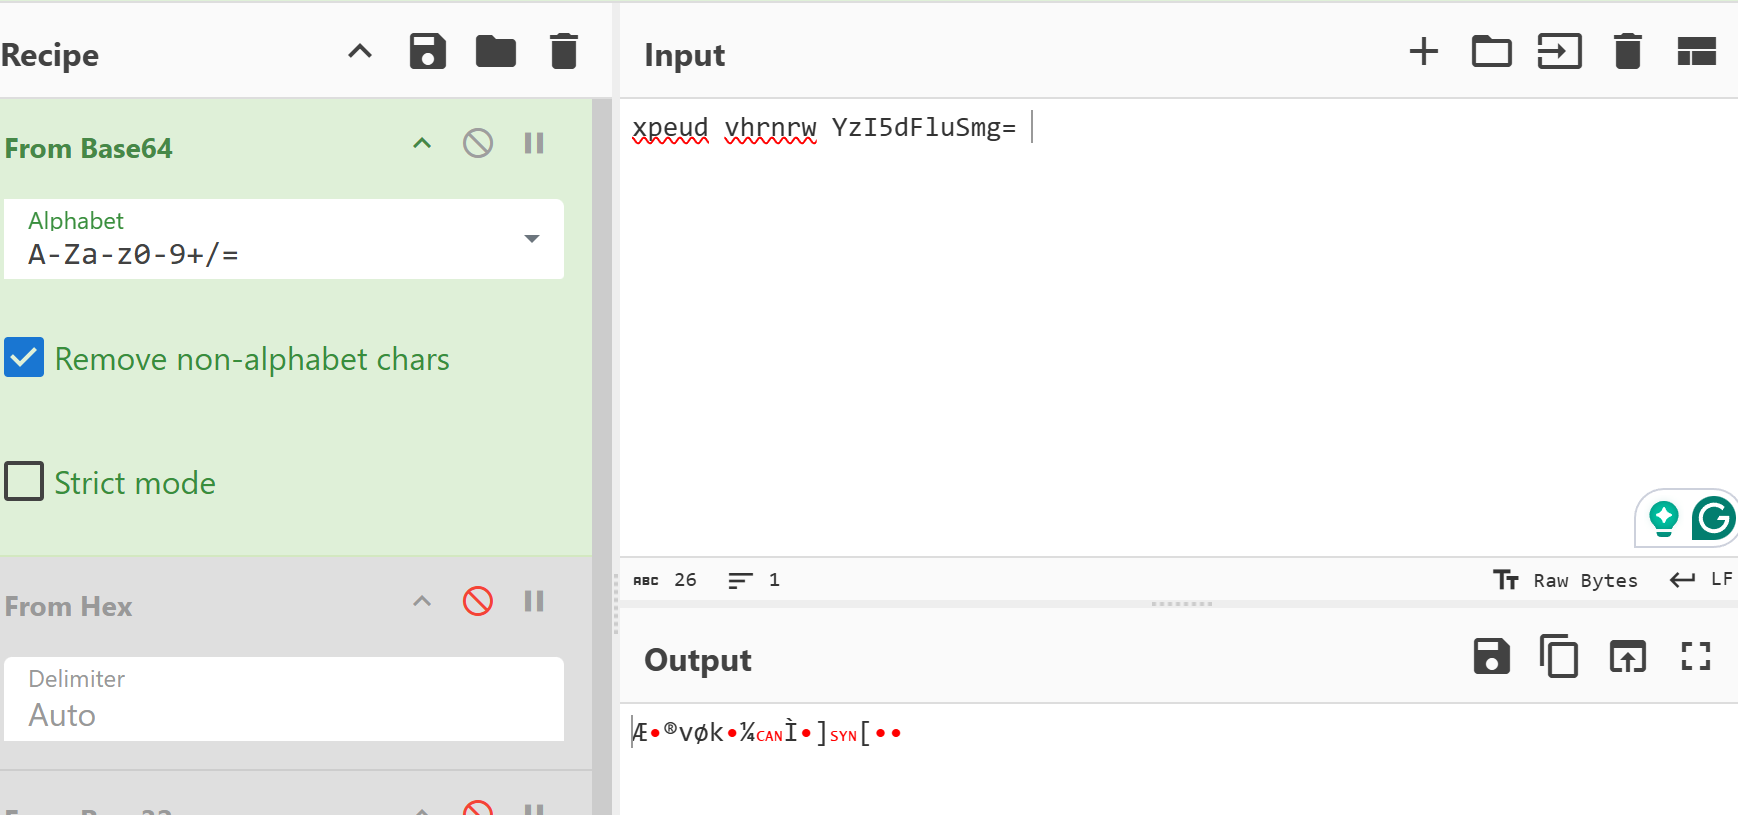 Recipe
From Base64
Alphabet
A-Za-z0-9+/=
Remove non-alphabet chars
Strict mode
From Hex
Delimiter
Auto
Input
xpeud vhrnrw YzI5dFluSmg=
ABC 26 1
Raw Bytes LF
Output
Æ•®vøk•¼CANÌ•]SYN[••